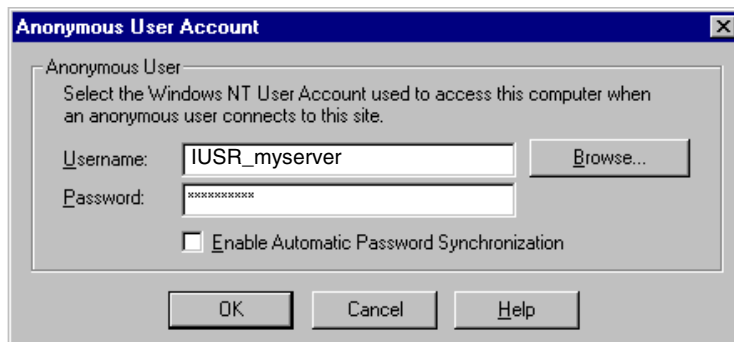 Anonymous User Account
Anonymous User
Select the Windows NT User Account used to access this computer when
an anonymous user connects to this site.
Username: IUSR_myserver Browse...
Password: **********
Enable Automatic Password Synchronization
OK Cancel Help